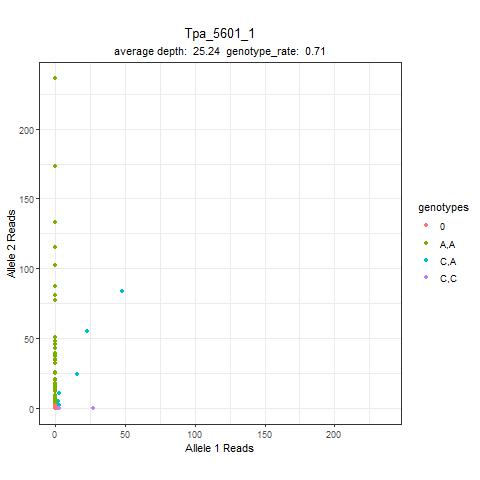 Tpa_5601_1
average depth: 25.24 genotype_rate: 0.71
200
150
100
50
0
Allele 2 Reads
0 50 100 150 200
Allele 1 Reads
genotypes
0
A,A
C,A
C,C